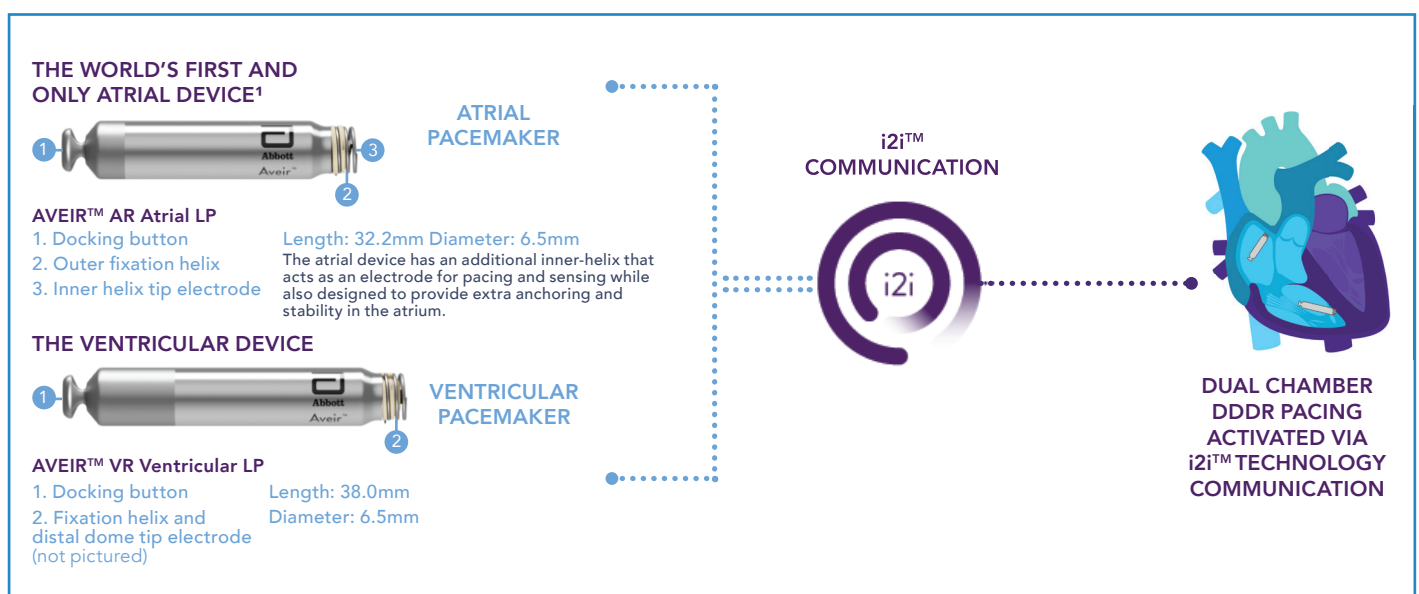 THE WORLD'S FIRST AND
ONLY ATRIAL DEVICE¹
1
Abbott
Aveir™
3
2
ATRIAL
PACEMAKER
AVEIR™ AR Atrial LP
1. Docking button
2. Outer fixation helix
3. Inner helix tip electrode
Length: 32.2mm Diameter: 6.5mm
The atrial device has an additional inner-helix that
acts as an electrode for pacing and sensing while
also designed to provide extra anchoring and
stability in the atrium.
THE VENTRICULAR DEVICE
1
Abbott
Aveir™
2
VENTRICULAR
PACEMAKER
AVEIR™ VR Ventricular LP
1. Docking button
2. Fixation helix and
distal dome tip electrode
(not pictured)
Length: 38.0mm
Diameter: 6.5mm
i2i™
COMMUNICATION
i2i
DUAL CHAMBER
DDDR PACING
ACTIVATED VIA
i2i™ TECHNOLOGY
COMMUNICATION